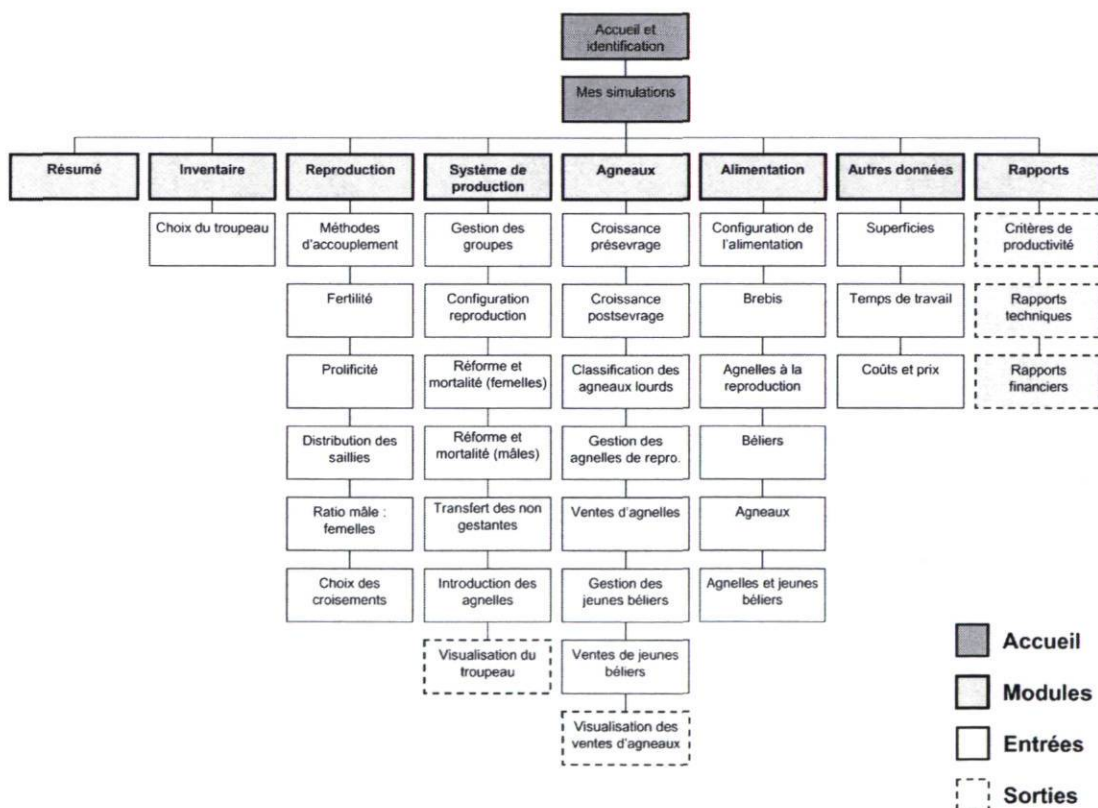 Accueil et
identification
Mes simulations
Résumé
Inventaire
Reproduction
Système de
production
Agneaux
Alimentation
Autres données
Rapports
Choix du troupeau
Méthodes
d'accouplement
Fertilité
Prolificité
Distribution des
saillies
Ratio mâle :
femelles
Choix des
croisements
Gestion des
groupes
Configuration
reproduction
Réforme et
mortalité (femelles)
Réforme et
mortalité (mâles)
Transfert des non
gestantes
Introduction des
agnelles
Visualisation du
troupeau
Croissance
présevrage
Croissance
postsevrage
Classification des
agneaux lourds
Gestion des
agnelles de repro.
Ventes d'agnelles
Gestion des
jeunes béliers
Ventes de jeunes
béliers
Visualisation des
ventes d'agneaux
Configuration de
l'alimentation
Brebis
Agnelles à la
reproduction
Béliers
Agneaux
Agnelles et jeunes
béliers
Superficies
Temps de travail
Coûts et prix
Critères de
productivité
Rapports
techniques
Rapports
financiers
Accueil
Modules
Entrées
Sorties